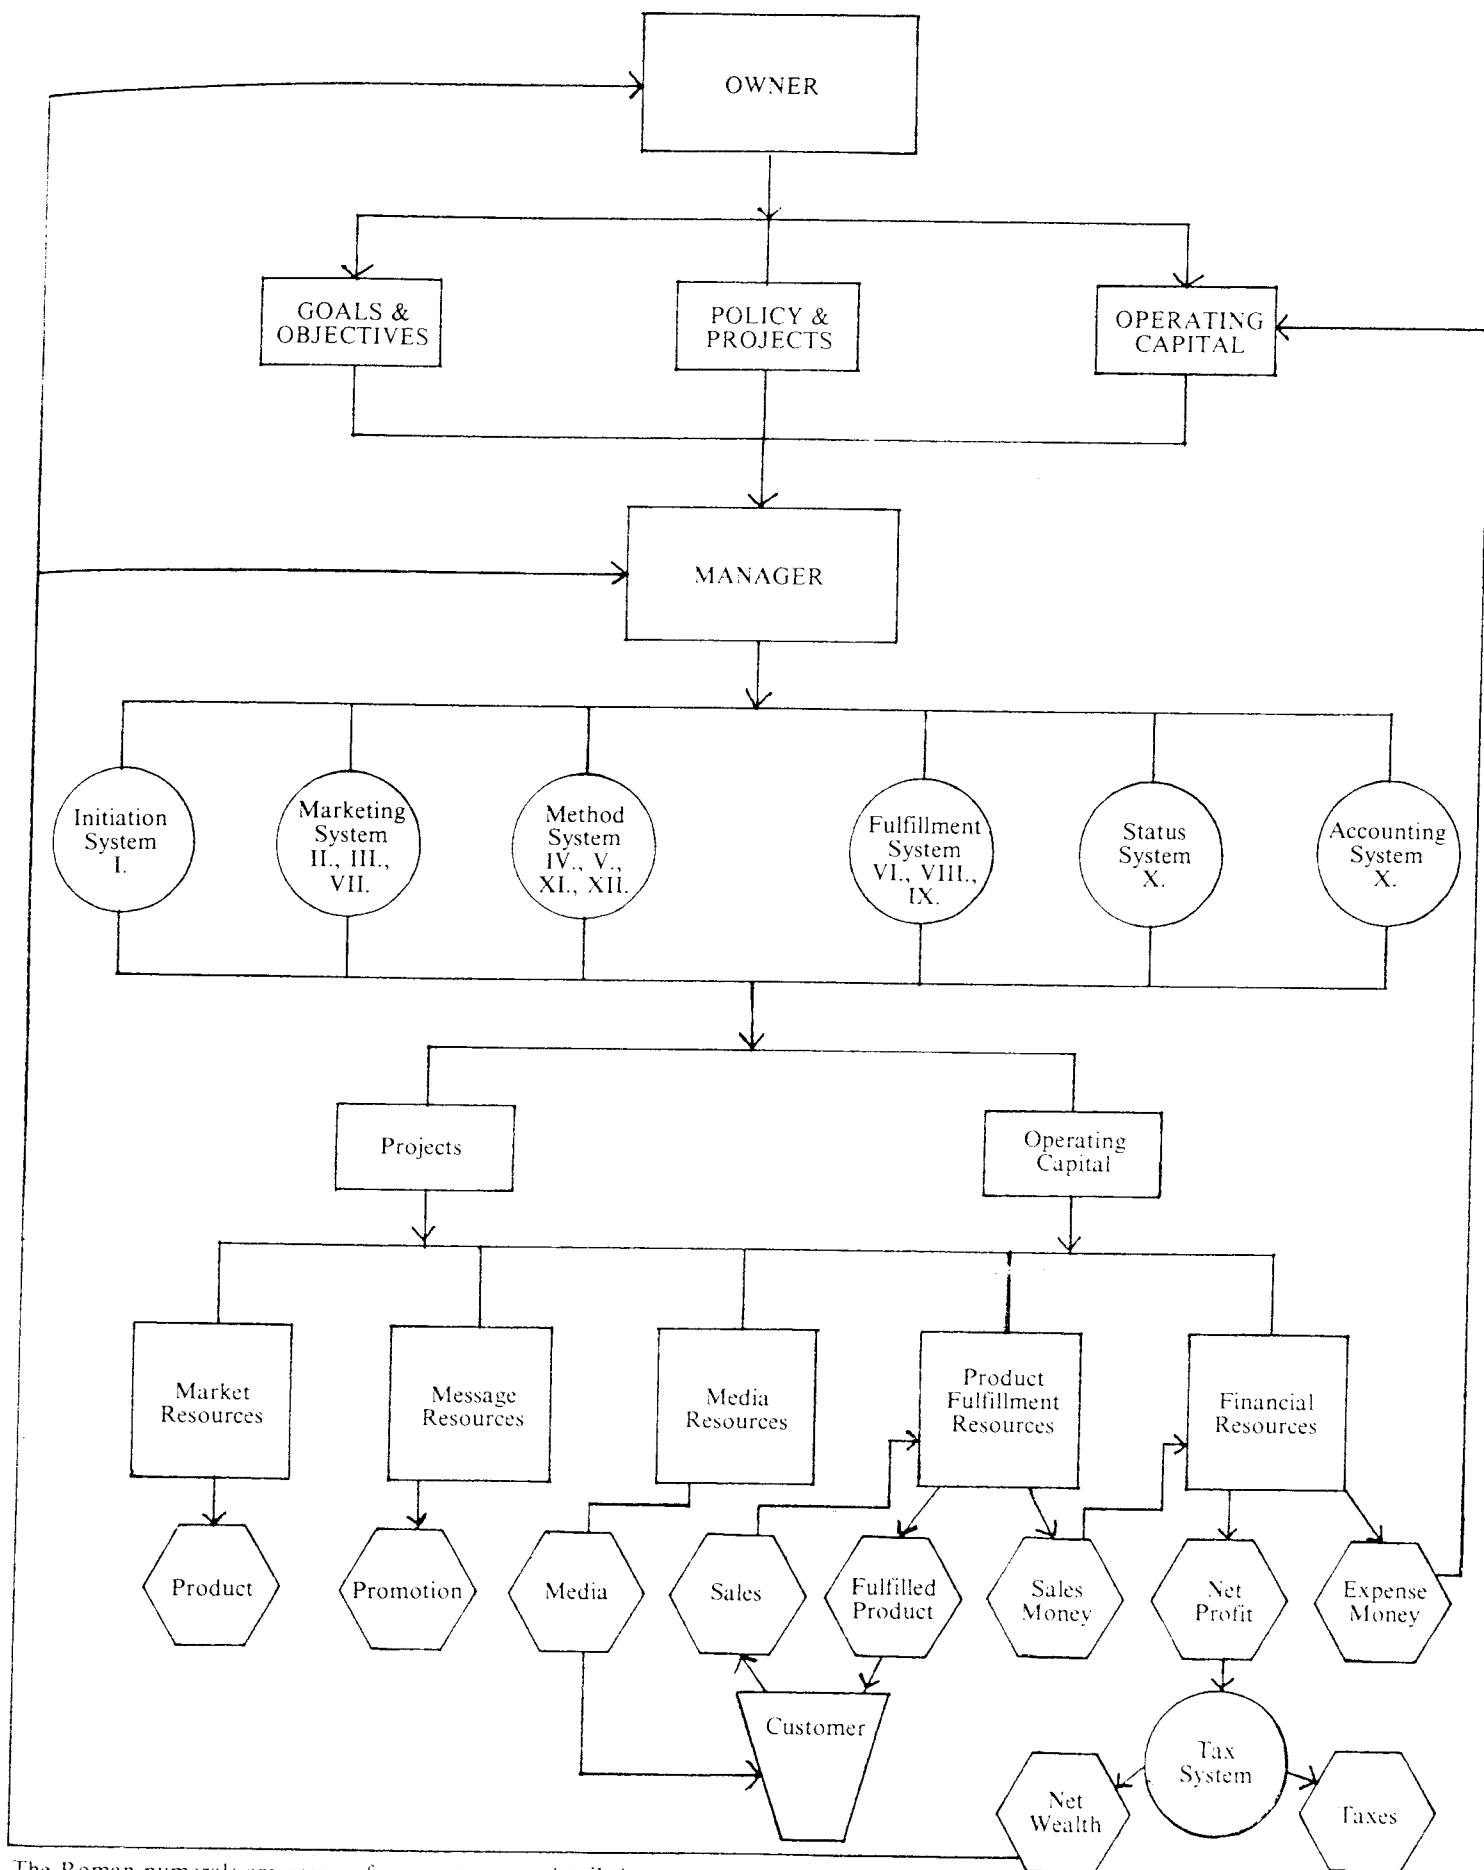 OWNER
GOALS &
OBJECTIVES
POLICY &
PROJECTS
OPERATING
CAPITAL
MANAGER
Initiation
System
I.
Marketing
System
II., III.,
VII.
Method
System
IV., V.,
XI., XII.
Fulfillment
System
VI., VIII.,
IX.
Status
System
X.
Accounting
System
X.
Projects
Operating
Capital
Market
Resources
Message
Resources
Media
Resources
Product
Fulfillment
Resources
Financial
Resources
Product
Promotion
Media
Sales
Fulfilled
Product
Sales
Money
Net
Profit
Expense
Money
Customer
Tax
System
Net
Wealth
Taxes
The Roman numerals